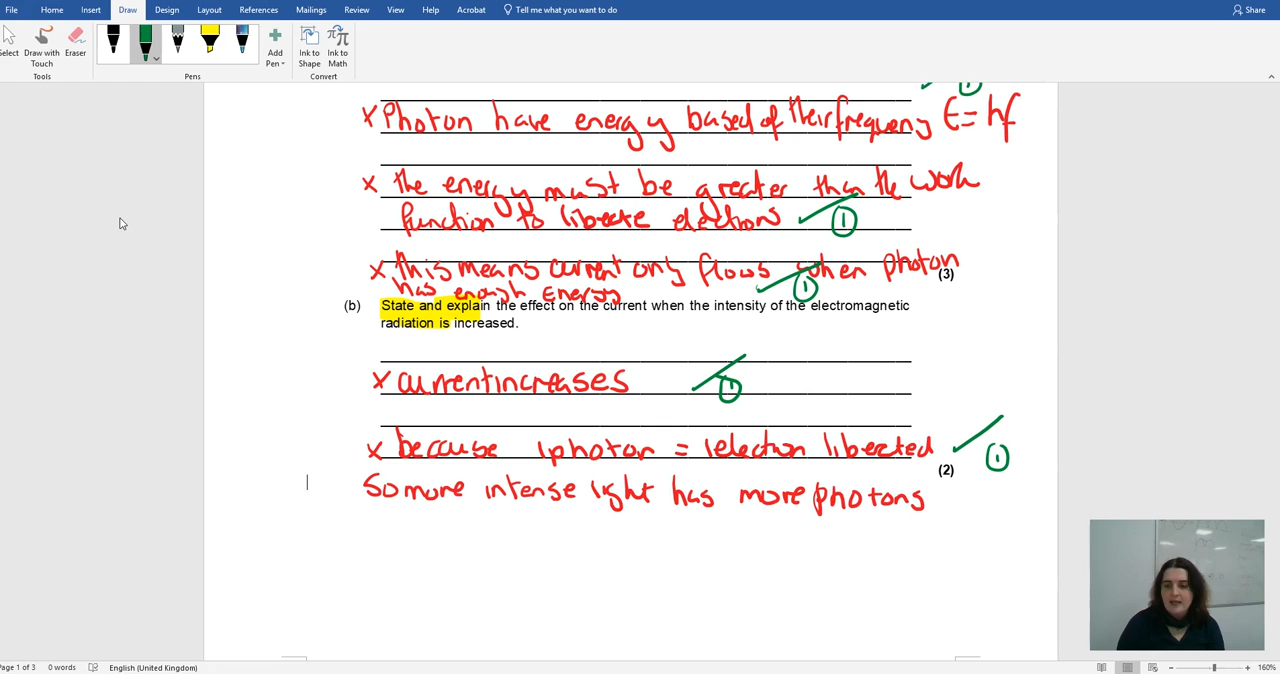 File Home Insert Draw Design Layout References Mailings Review View Help Acrobat Tell me what you want to do Share
Select Draw with Touch Eraser Add Pen Ink to Shape Ink to Math
Tools Pens Convert
x Photon have energy based of their frequency E = hf
x the energy must be greater than the work
function to liberate electrons ✓ 1
x this means current only flows when photon (3)
has enough energy ✓ 1
(b) State and explain the effect on the current when the intensity of the electromagnetic
radiation is increased.
x current increases ✓ 1
x because 1 photon = 1 electron liberated ✓ 1
(2)
So more intense light has more photons
Page 1 of 3 0 words English (United Kingdom) 160%